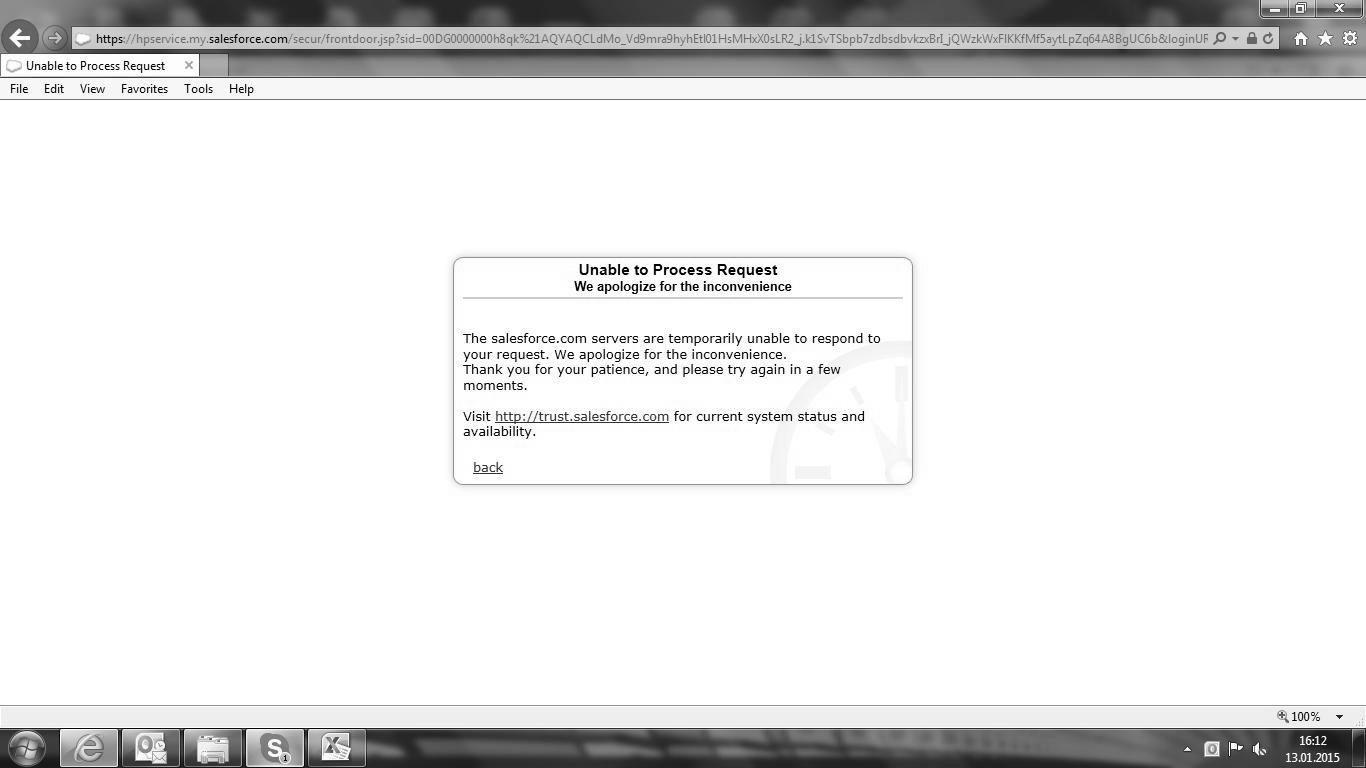 https://hpservice.my.salesforce.com/secur/frontdoor.jsp?sid=00DG0000000h8qk%21AQYAQCLdMo_Vd9mra9hyhEtl01HsMHxX0sLR2_j.k1SvTSbpb7zdbsdbvkzxBrI_jQWzkWxFIKKfMf5aytLpZq64A8BgUC6b&loginUR
Unable to Process Request
File Edit View Favorites Tools Help
Unable to Process Request
We apologize for the inconvenience
The salesforce.com servers are temporarily unable to respond to
your request. We apologize for the inconvenience.
Thank you for your patience, and please try again in a few
moments.
Visit http://trust.salesforce.com for current system status and
availability.
back
100%
1
16:12
13.01.2015